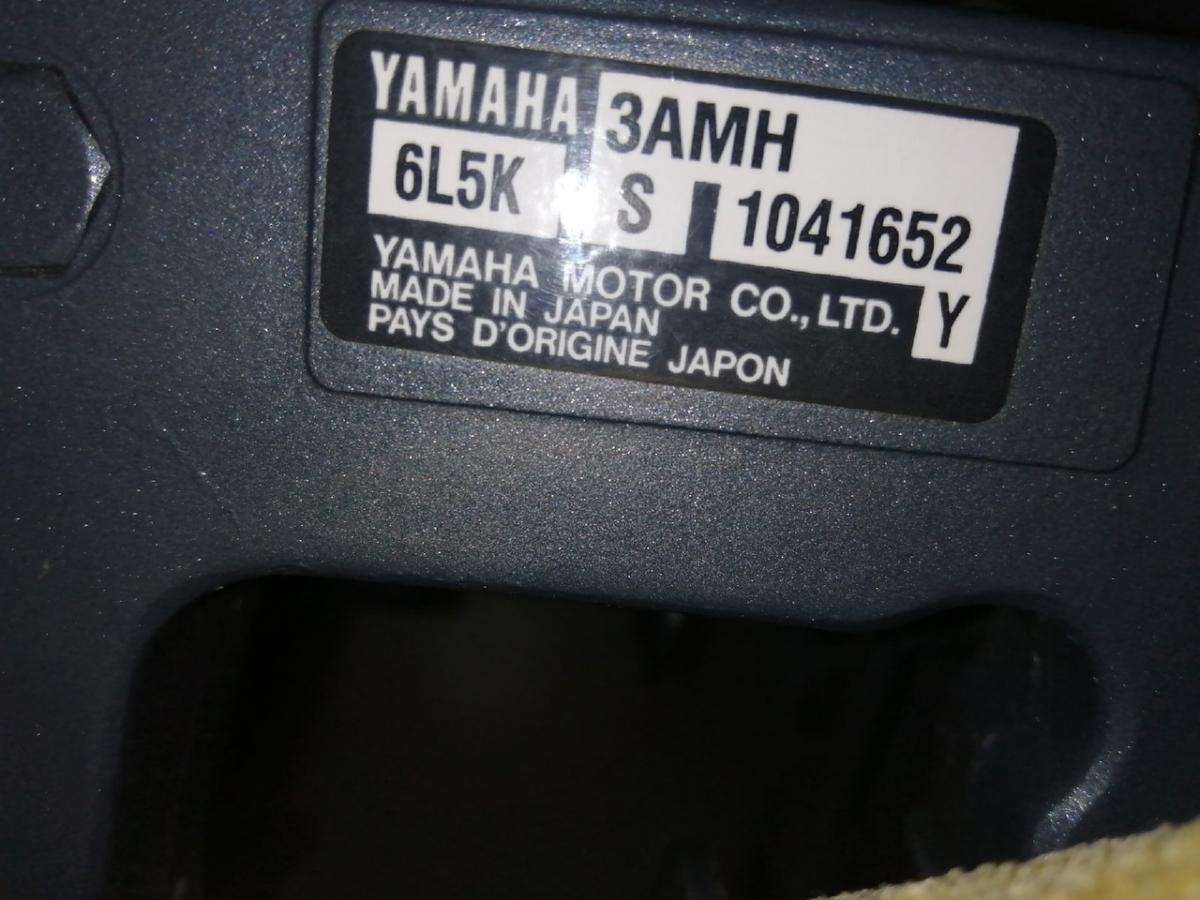 YAMAHA 3AMH
6L5K S 1041652
YAMAHA MOTOR CO., LTD. Y
MADE IN JAPAN
PAYS D'ORIGINE JAPON